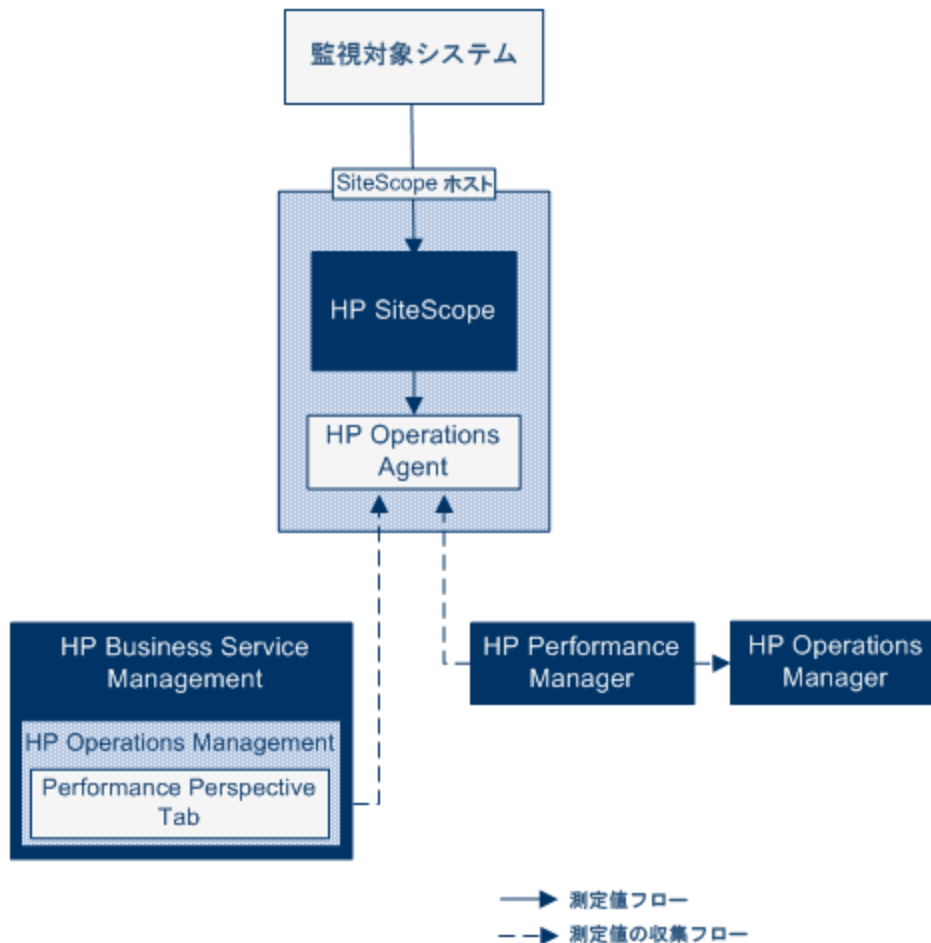 監視対象システム
SiteScope ホスト
HP SiteScope
HP Operations
Agent
HP Business Service
Management
HP Operations Management
Performance Perspective
Tab
HP Performance
Manager
HP Operations
Manager
測定値フロー
測定値の収集フロー